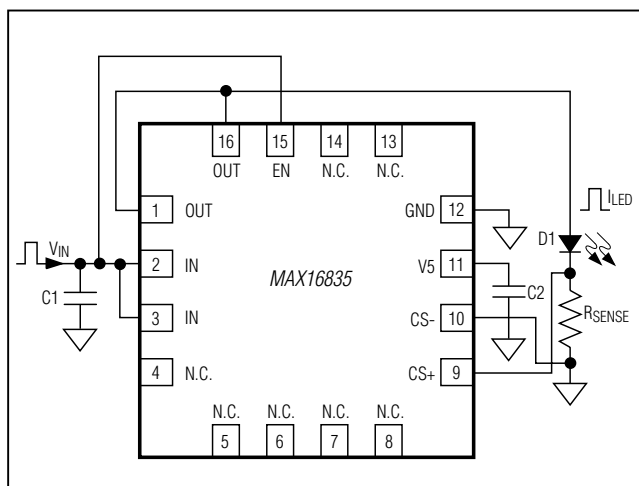 16 15 14 13
OUT EN N.C. N.C.
1 OUT GND 12 ILED
VIN D1
2 IN V5 11
MAX16835
C1 C2
3 IN CS- 10 RSENSE
4 N.C. CS+ 9
N.C. N.C. N.C. N.C.
5 6 7 8